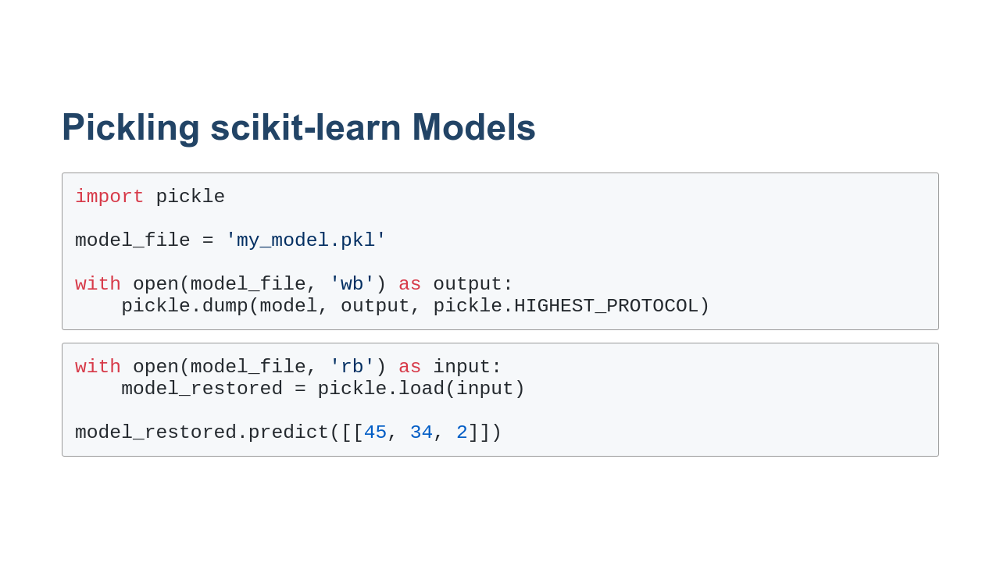 Pickling scikit-learn Models
import pickle
model_file = 'my_model.pkl'
with open(model_file, 'wb') as output:
    pickle.dump(model, output, pickle.HIGHEST_PROTOCOL)
with open(model_file, 'rb') as input:
    model_restored = pickle.load(input)
model_restored.predict([[45, 34, 2]])